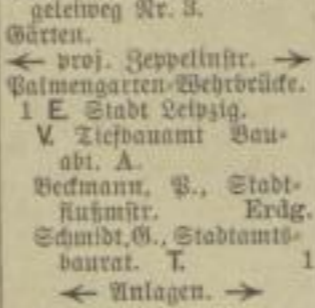 geleiweg Nr. 3.
Gärten.
← proj. Zeppelinstr. →
Palmengarten-Wehrbrücke.
1 E. Stadt Leipzig.
V. Tiefbauamt Bau-
abt. A.
Beckmann, P., Stadt-
flußmstr. Erdg.
Schmidt, G., Stadtamts-
baurat. T. 1
← Anlagen. →